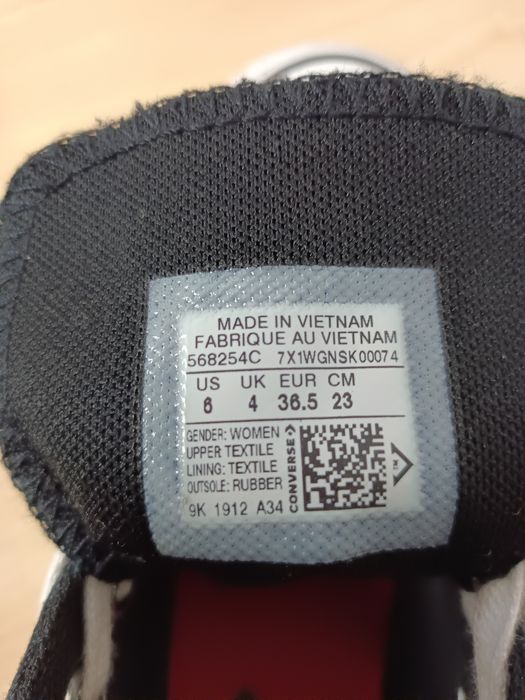 MADE IN VIETNAM
FABRIQUE AU VIETNAM
568254C 7X1WGNSK00074
US UK EUR CM
6 4 36.5 23
GENDER: WOMEN
UPPER TEXTILE
LINING: TEXTILE
OUTSOLE: RUBBER
CONVERSE
TM
9K 1912 A34